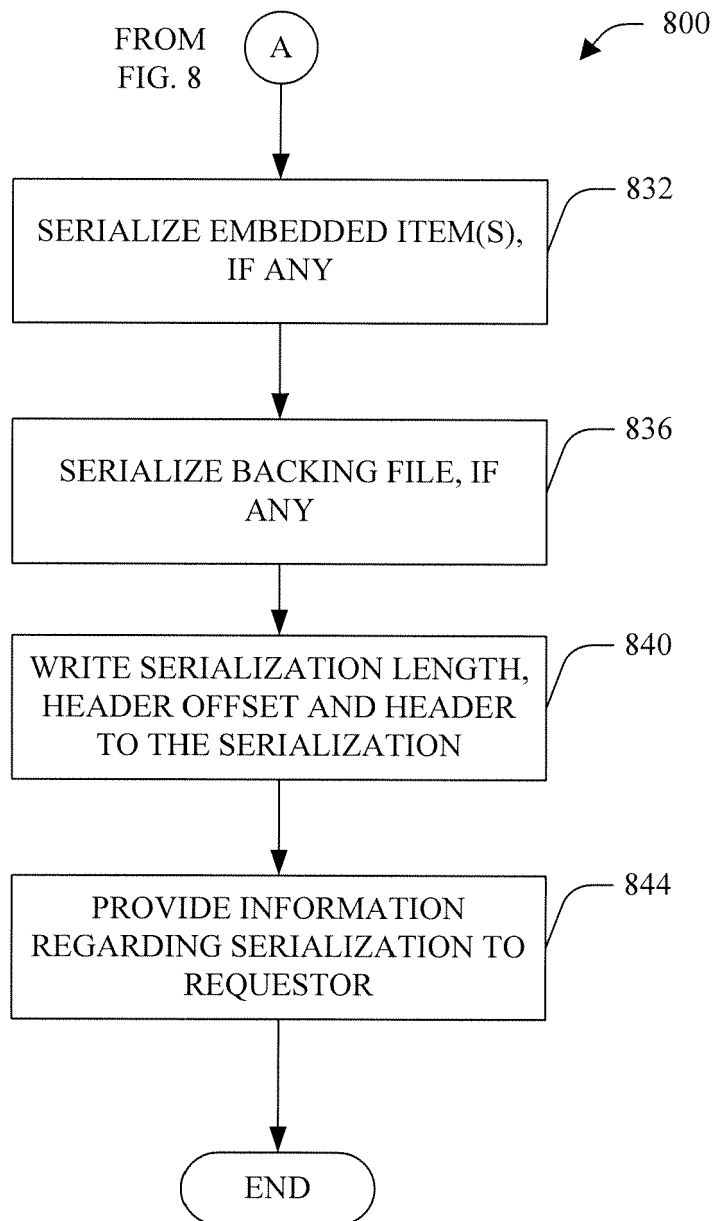 FROM
FIG. 8
A
800
832
SERIALIZE EMBEDDED ITEM(S),
IF ANY
836
SERIALIZE BACKING FILE, IF
ANY
840
WRITE SERIALIZATION LENGTH,
HEADER OFFSET AND HEADER
TO THE SERIALIZATION
844
PROVIDE INFORMATION
REGARDING SERIALIZATION TO
REQUESTOR
END